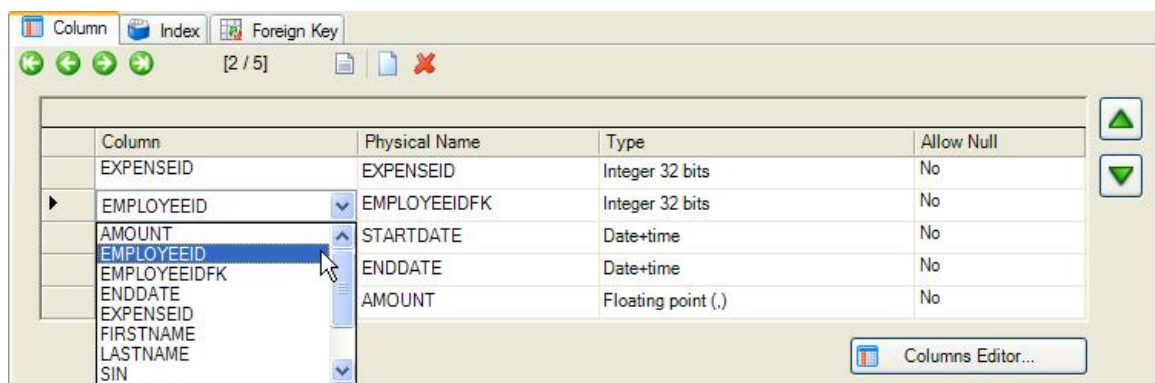 Column Index Foreign Key
[2 / 5]
Column Physical Name Type Allow Null
EXPENSEID EXPENSEID Integer 32 bits No
EMPLOYEEID EMPLOYEEIDFK Integer 32 bits No
AMOUNT STARTDATE Date+time No
EMPLOYEEID
EMPLOYEEIDFK ENDDATE Date+time No
ENDDATE
EXPENSEID AMOUNT Floating point (,) No
FIRSTNAME
LASTNAME
SIN
Columns Editor...